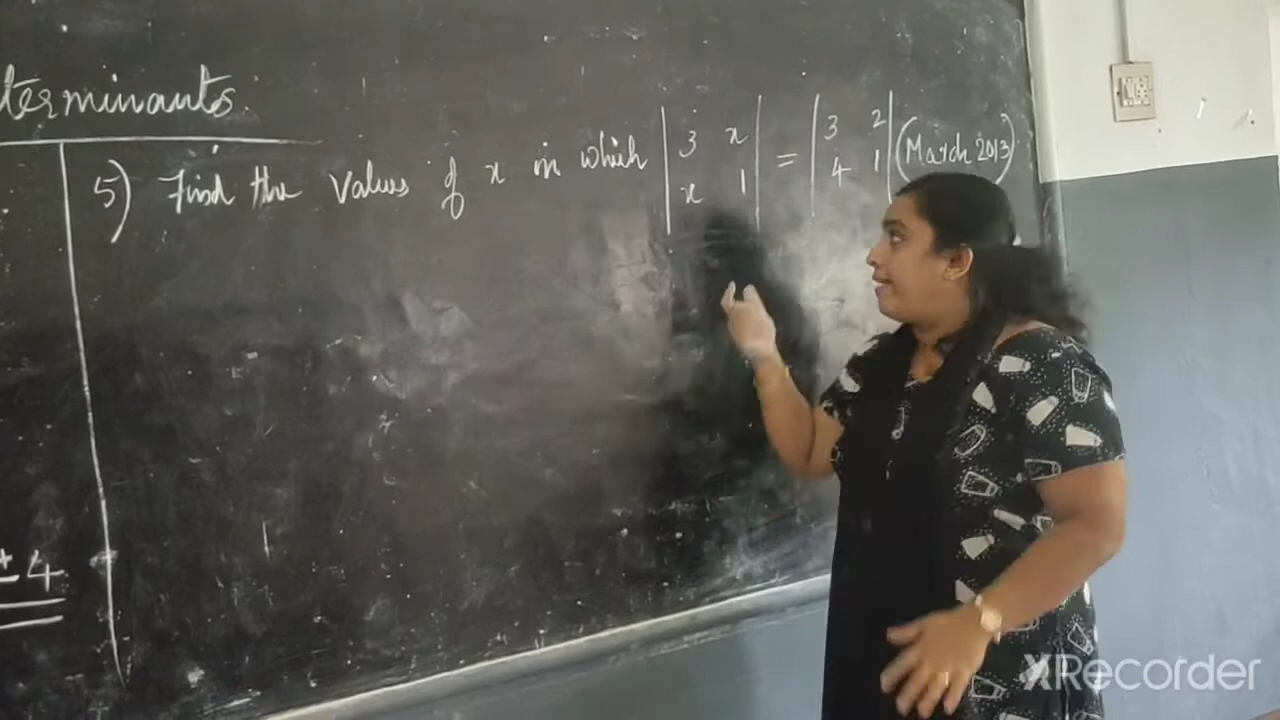 terminants
5) Find the values of x in which | 3 x | = | 3 2 | (March 2013)
| x 1 | | 4 1 |
± 4
XRecorder